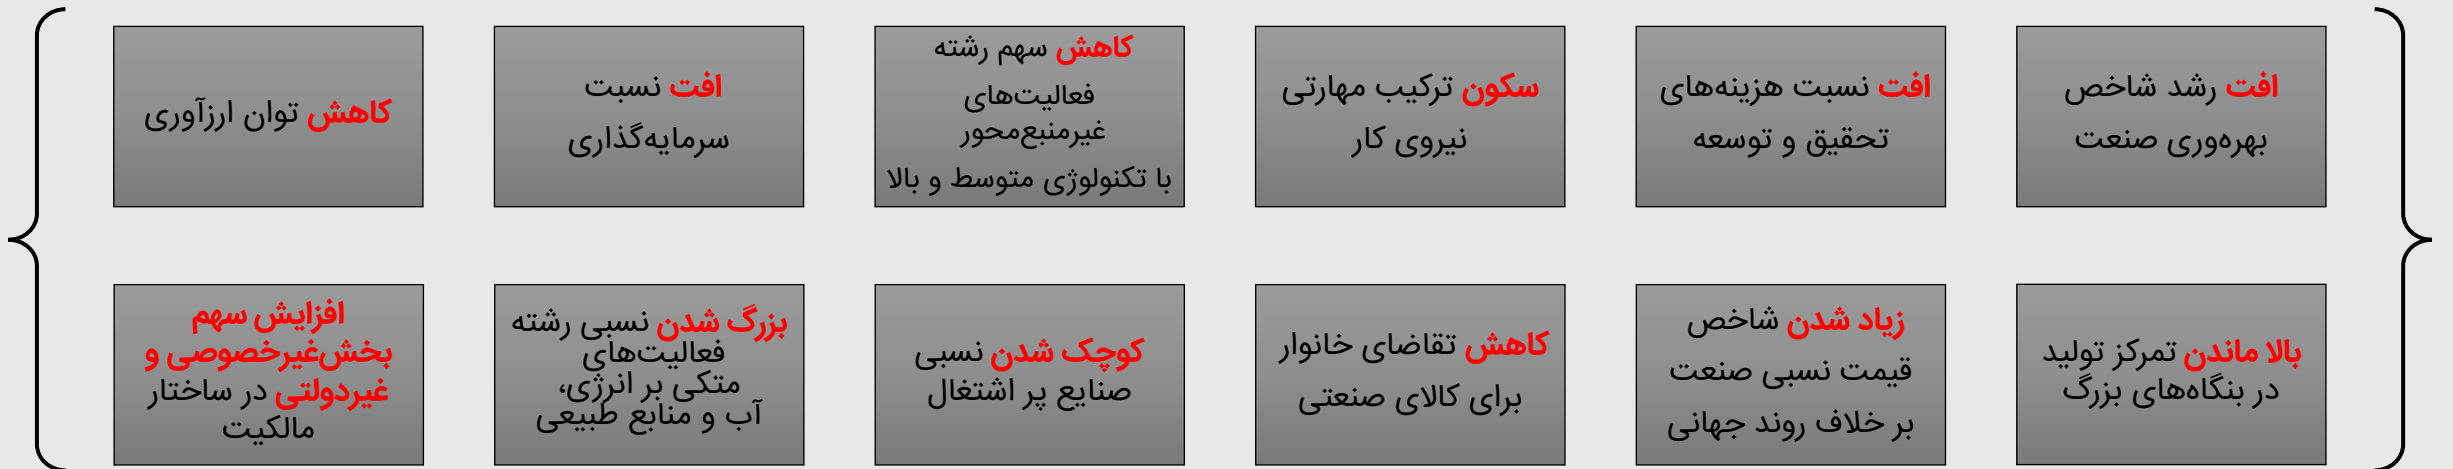 افت رشد شاخص
بهره‌وری صنعت
افت نسبت هزینه‌های
تحقیق و توسعه
سکون ترکیب مهارتی
نیروی کار
کاهش سهم رشته
فعالیت‌های
غیرمنبع‌محور
با تکنولوژی متوسط و بالا
افت نسبت
سرمایه‌گذاری
کاهش توان ارزآوری
بالا ماندن تمرکز تولید
در بنگاه‌های بزرگ
زیاد شدن شاخص
قیمت نسبی صنعت
بر خلاف روند جهانی
کاهش تقاضای خانوار
برای کالای صنعتی
کوچک شدن نسبی
صنایع پر اشتغال
بزرگ شدن نسبی رشته
فعالیت‌های
متکی بر انرژی،
آب و منابع طبیعی
افزایش سهم
بخش‌غیرخصوصی و
غیردولتی در ساختار
مالکیت